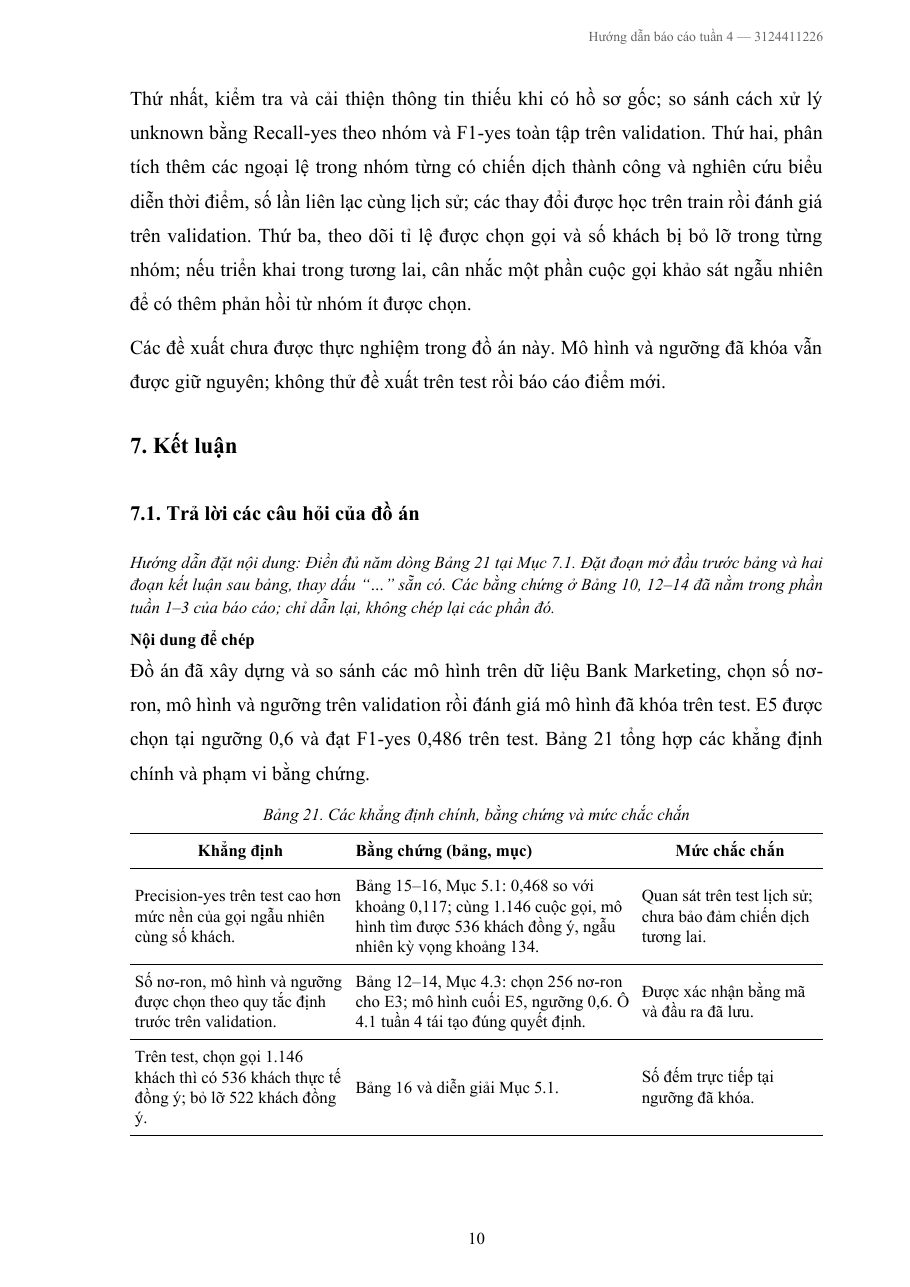 Hướng dẫn báo cáo tuần 4 — 3124411226
Thứ nhất, kiểm tra và cải thiện thông tin thiếu khi có hồ sơ gốc; so sánh cách xử lý
unknown bằng Recall-yes theo nhóm và F1-yes toàn tập trên validation. Thứ hai, phân
tích thêm các ngoại lệ trong nhóm từng có chiến dịch thành công và nghiên cứu biểu
diễn thời điểm, số lần liên lạc cùng lịch sử; các thay đổi được học trên train rồi đánh giá
trên validation. Thứ ba, theo dõi tỉ lệ được chọn gọi và số khách bị bỏ lỡ trong từng
nhóm; nếu triển khai trong tương lai, cân nhắc một phần cuộc gọi khảo sát ngẫu nhiên
để có thêm phản hồi từ nhóm ít được chọn.
Các đề xuất chưa được thực nghiệm trong đồ án này. Mô hình và ngưỡng đã khóa vẫn
được giữ nguyên; không thử đề xuất trên test rồi báo cáo điểm mới.
7. Kết luận
7.1. Trả lời các câu hỏi của đồ án
Hướng dẫn đặt nội dung: Điền đủ năm dòng Bảng 21 tại Mục 7.1. Đặt đoạn mở đầu trước bảng và hai
đoạn kết luận sau bảng, thay dấu “…” sẵn có. Các bằng chứng ở Bảng 10, 12–14 đã nằm trong phần
tuần 1–3 của báo cáo; chỉ dẫn lại, không chép lại các phần đó.
Nội dung để chép
Đồ án đã xây dựng và so sánh các mô hình trên dữ liệu Bank Marketing, chọn số nơ-
ron, mô hình và ngưỡng trên validation rồi đánh giá mô hình đã khóa trên test. E5 được
chọn tại ngưỡng 0,6 và đạt F1-yes 0,486 trên test. Bảng 21 tổng hợp các khẳng định
chính và phạm vi bằng chứng.
Bảng 21. Các khẳng định chính, bằng chứng và mức chắc chắn
Khẳng định
Bằng chứng (bảng, mục)
Mức chắc chắn
Precision-yes trên test cao hơn
mức nền của gọi ngẫu nhiên
cùng số khách.
Bảng 15–16, Mục 5.1: 0,468 so với
khoảng 0,117; cùng 1.146 cuộc gọi, mô
hình tìm được 536 khách đồng ý, ngẫu
nhiên kỳ vọng khoảng 134.
Quan sát trên test lịch sử;
chưa bảo đảm chiến dịch
tương lai.
Số nơ-ron, mô hình và ngưỡng
được chọn theo quy tắc định
trước trên validation.
Bảng 12–14, Mục 4.3: chọn 256 nơ-ron
cho E3; mô hình cuối E5, ngưỡng 0,6. Ô
4.1 tuần 4 tái tạo đúng quyết định.
Được xác nhận bằng mã
và đầu ra đã lưu.
Trên test, chọn gọi 1.146
khách thì có 536 khách thực tế
đồng ý; bỏ lỡ 522 khách đồng
ý.
Bảng 16 và diễn giải Mục 5.1.
Số đếm trực tiếp tại
ngưỡng đã khóa.
10